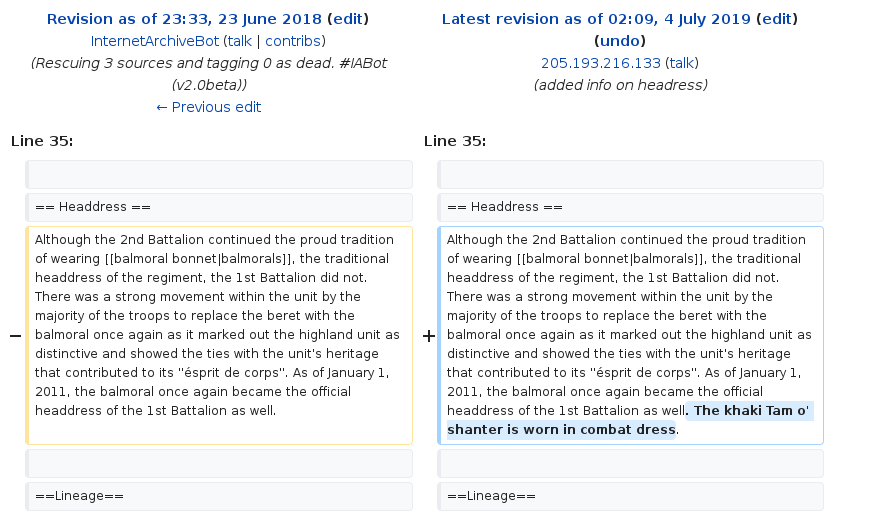 Revision as of 23:33, 23 June 2018 (edit)
InternetArchiveBot (talk | contribs)
(Rescuing 3 sources and tagging 0 as dead. #IABot
(v2.0beta))
← Previous edit
Latest revision as of 02:09, 4 July 2019 (edit)
(undo)
205.193.216.133 (talk)
(added info on headress)
Line 35:
Line 35:
== Headdress ==
== Headdress ==
−
Although the 2nd Battalion continued the proud tradition
of wearing [[balmoral bonnet|balmorals]], the traditional
headdress of the regiment, the 1st Battalion did not.
There was a strong movement within the unit by the
majority of the troops to replace the beret with the
balmoral once again as it marked out the highland unit as
distinctive and showed the ties with the unit's heritage
that contributed to its ''ésprit de corps''. As of January 1,
2011, the balmoral once again became the official
headdress of the 1st Battalion as well.
+
Although the 2nd Battalion continued the proud tradition
of wearing [[balmoral bonnet|balmorals]], the traditional
headdress of the regiment, the 1st Battalion did not.
There was a strong movement within the unit by the
majority of the troops to replace the beret with the
balmoral once again as it marked out the highland unit as
distinctive and showed the ties with the unit's heritage
that contributed to its ''ésprit de corps''. As of January 1,
2011, the balmoral once again became the official
headdress of the 1st Battalion as well. The khaki Tam o'
shanter is worn in combat dress.
==Lineage==
==Lineage==